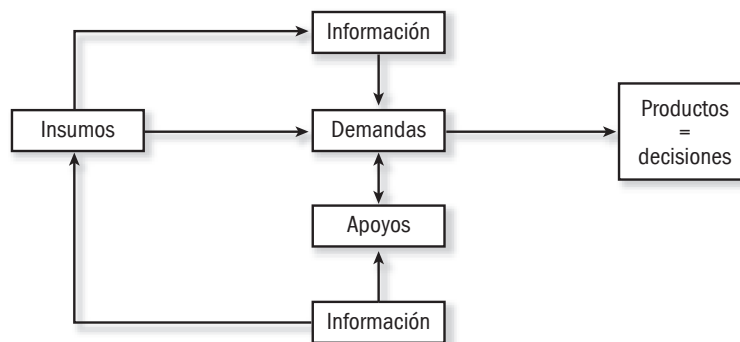 Información
Insumos
Demandas
Productos
=
decisiones
Apoyos
Información